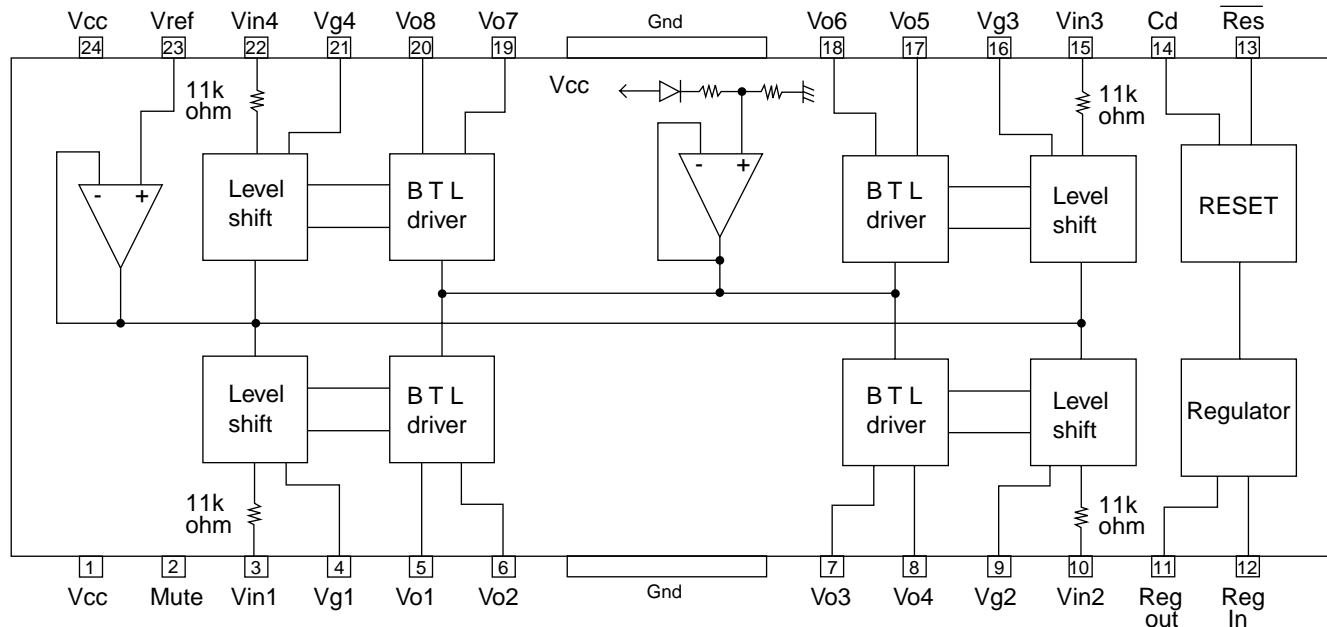 Vcc Vref Vin4 Vg4 Vo8 Vo7 Gnd Vo6 Vo5 Vg3 Vin3 Cd Res
24 23 22 21 20 19 18 17 16 15 14 13
11k
ohm
Vcc
11k
ohm
- +
Level
shift
B T L
driver
- +
B T L
driver
Level
shift
RESET
Level
shift
B T L
driver
B T L
driver
Level
shift
Regulator
11k
ohm
11k
ohm
1 2 3 4 5 6 7 8 9 10 11 12
Vcc Mute Vin1 Vg1 Vo1 Vo2 Gnd Vo3 Vo4 Vg2 Vin2 Reg
out Reg
In